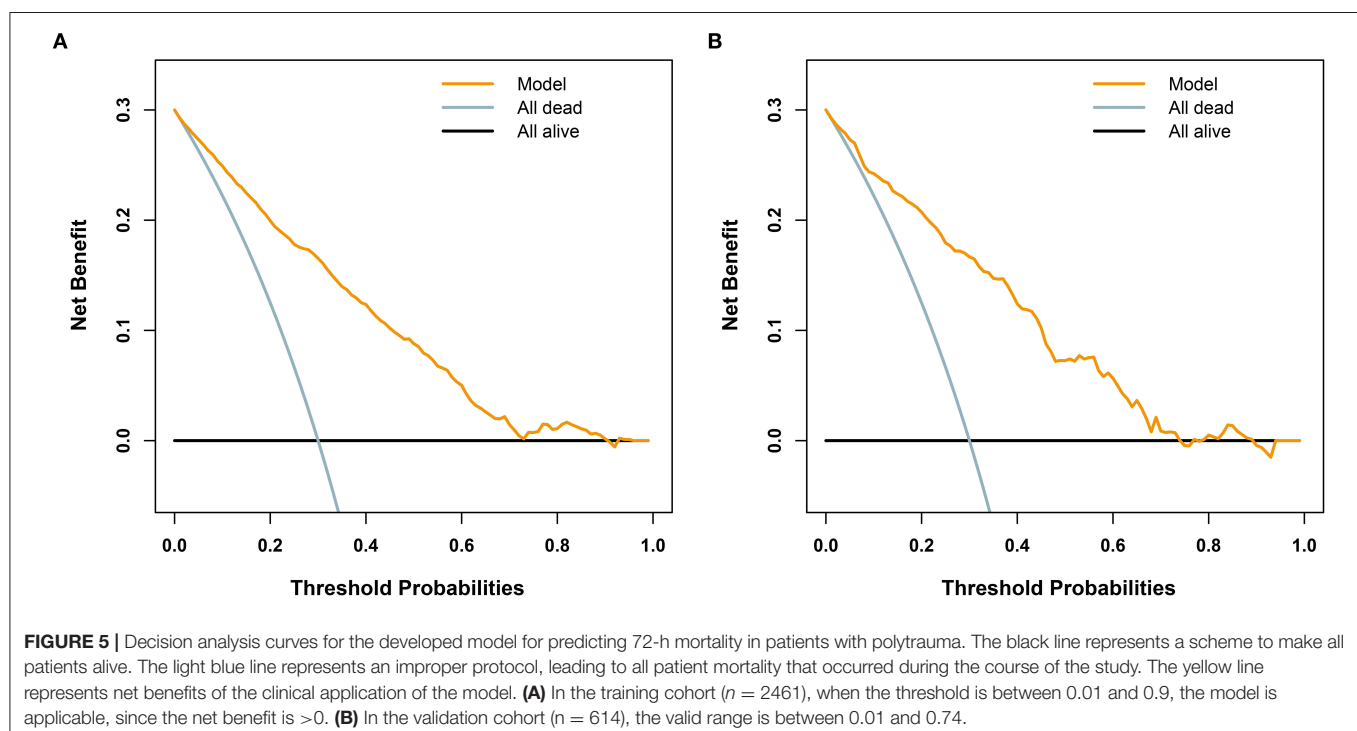 A
Model
All dead
All alive
Net Benefit
0.3
0.2
0.1
0.0
0.0 0.2 0.4 0.6 0.8 1.0
Threshold Probabilities
B
Model
All dead
All alive
Net Benefit
0.3
0.2
0.1
0.0
0.0 0.2 0.4 0.6 0.8 1.0
Threshold Probabilities
FIGURE 5 | Decision analysis curves for the developed model for predicting 72-h mortality in patients with polytrauma. The black line represents a scheme to make all
patients alive. The light blue line represents an improper protocol, leading to all patient mortality that occurred during the course of the study. The yellow line
represents net benefits of the clinical application of the model. (A) In the training cohort (n = 2461), when the threshold is between 0.01 and 0.9, the model is
applicable, since the net benefit is >0. (B) In the validation cohort (n = 614), the valid range is between 0.01 and 0.74.